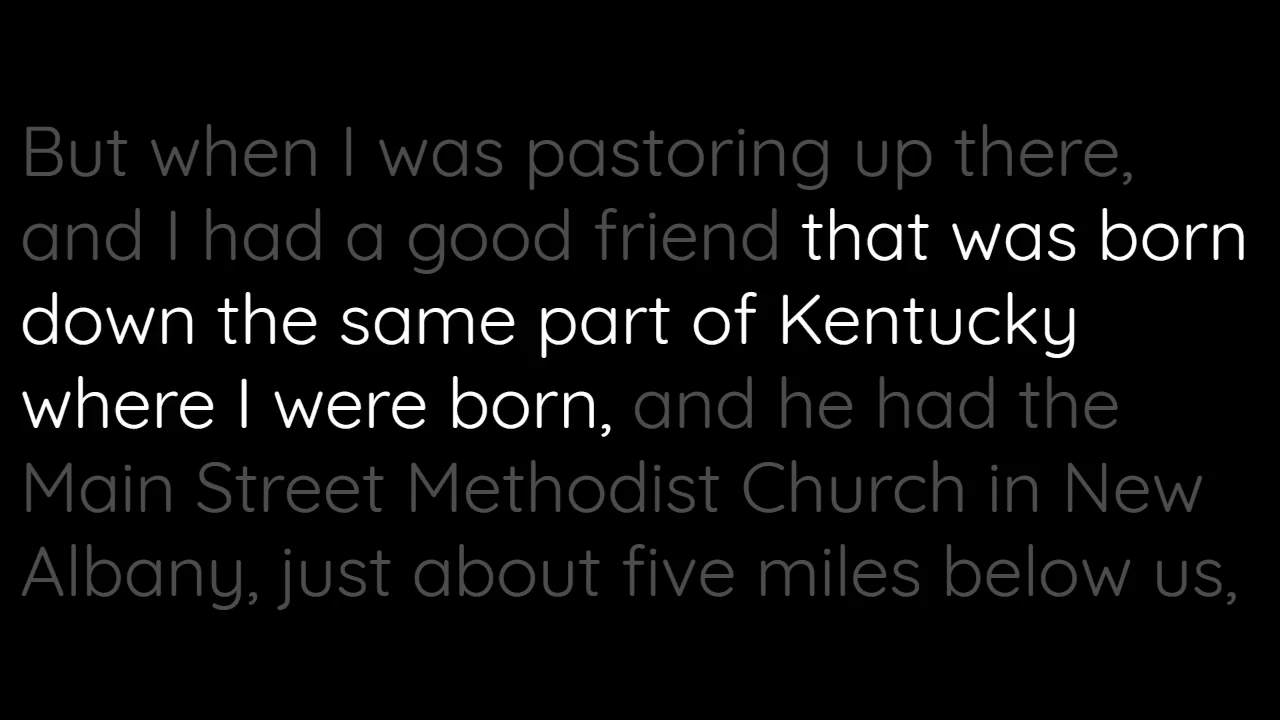 But when I was pastoring up there,
and I had a good friend that was born
down the same part of Kentucky
where I were born, and he had the
Main Street Methodist Church in New
Albany, just about five miles below us,